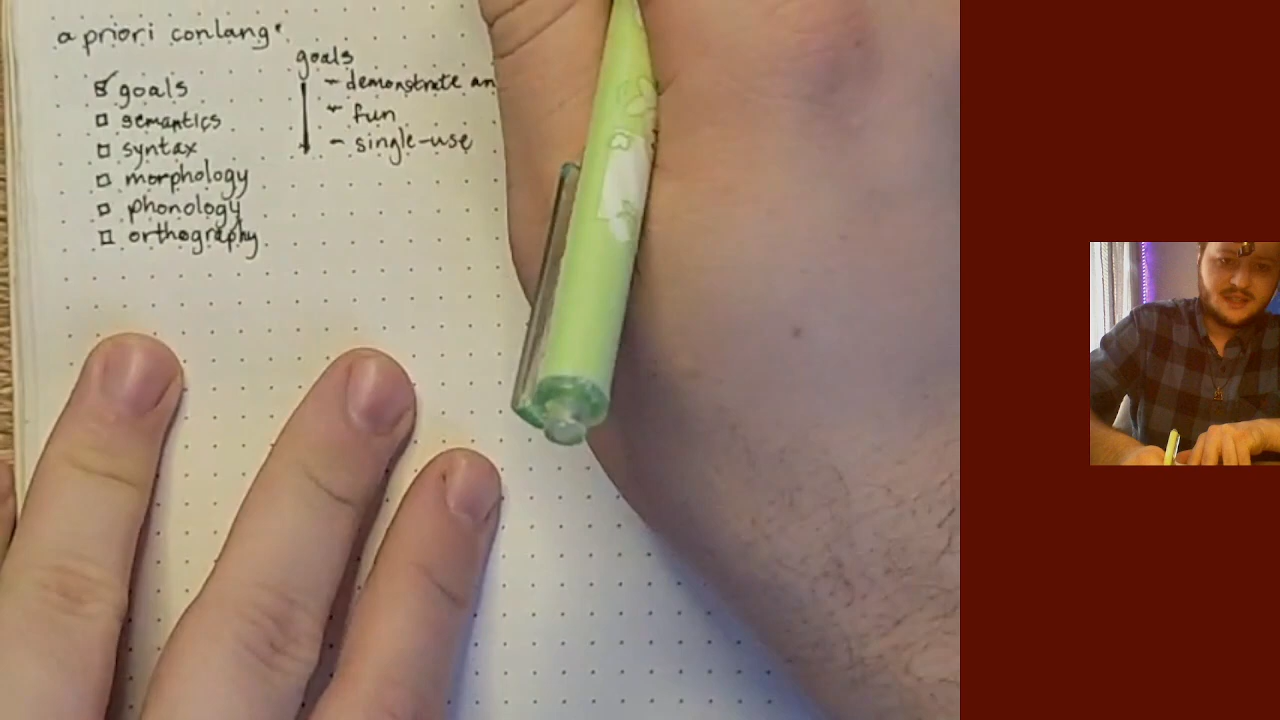 a priori conlang
goals
semantics
syntax
morphology
phonology
orthography
goals
- demonstrate an
- fun
- single-use